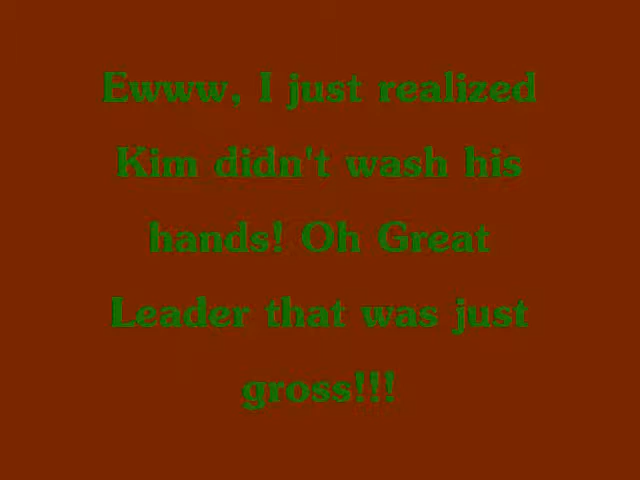 Ewww, I just realized
Kim didn't wash his
hands! Oh Great
Leader that was just
gross!!!